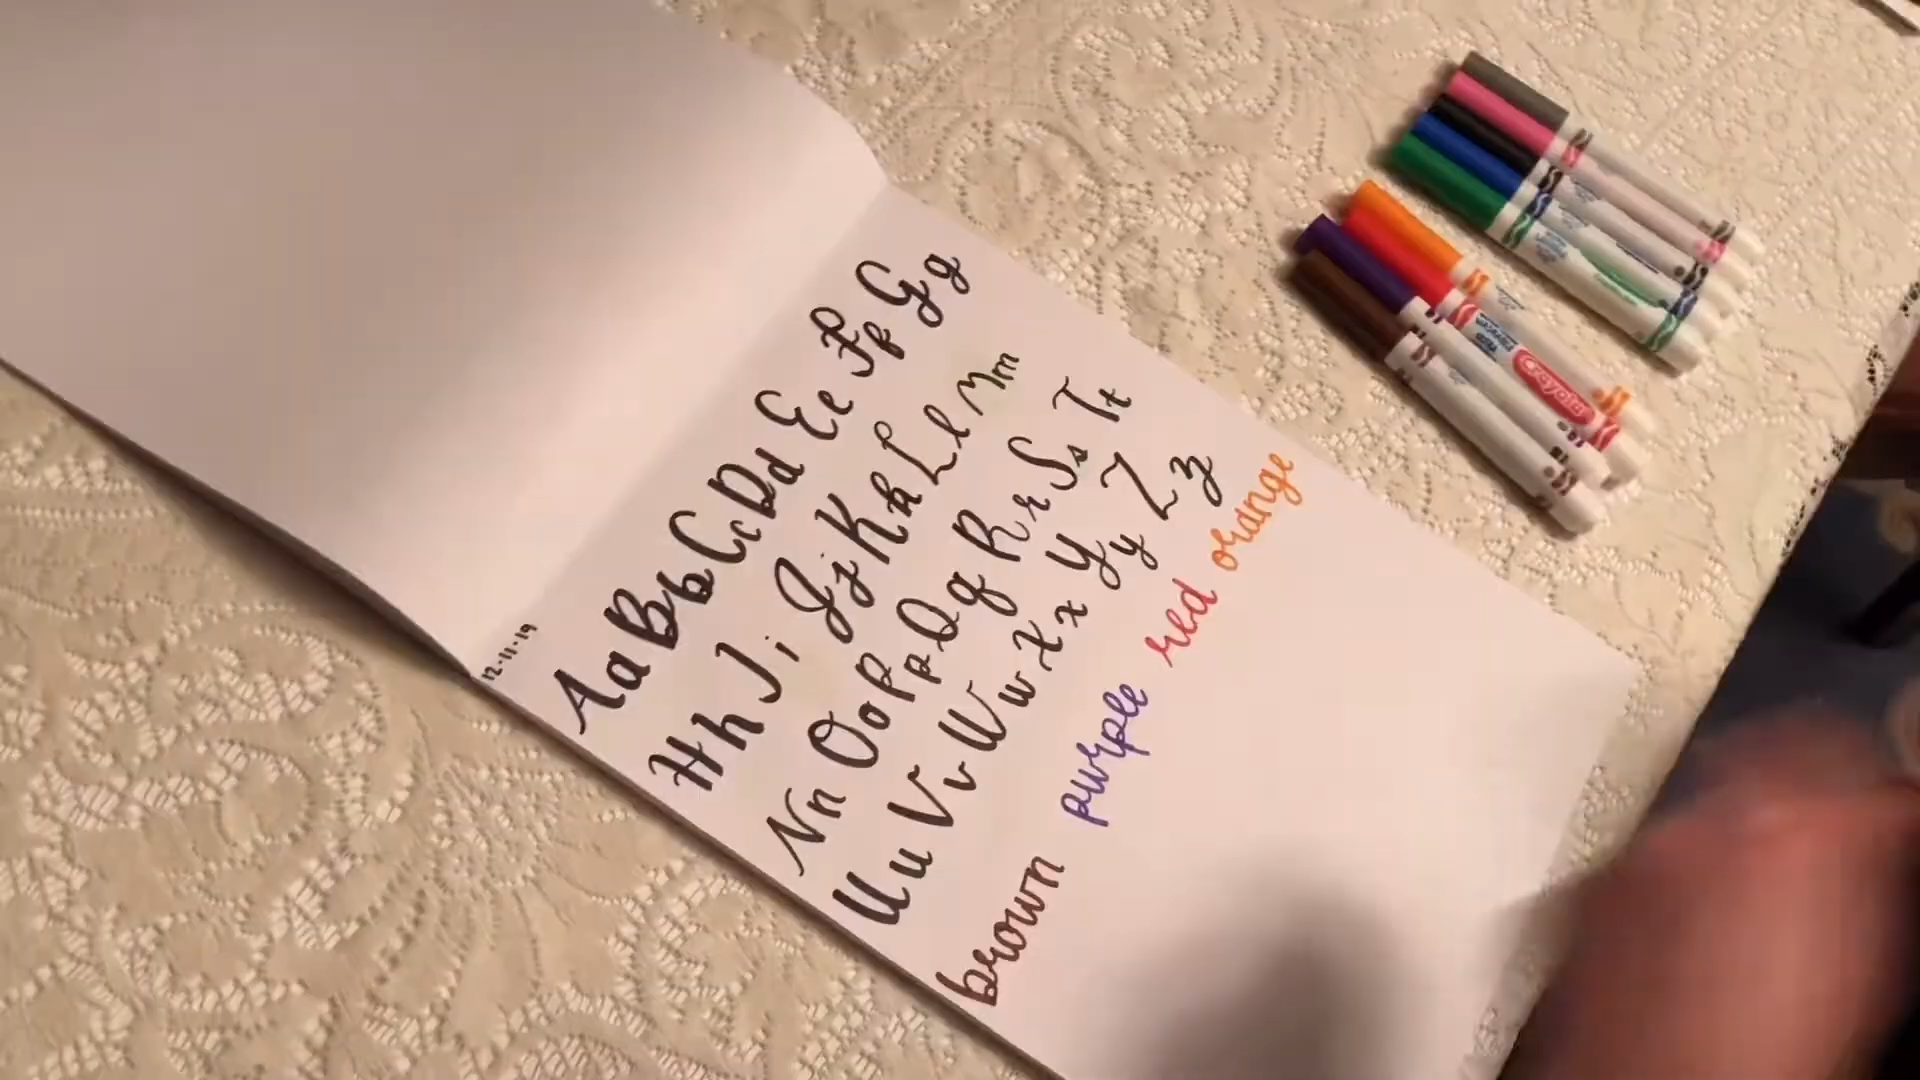 12-11-19
Aa Bb Cc Dd Ee Ff Gg
Hh Ii Jj Kk Ll Mm
Nn Oo Pp Qq Rr Ss Tt
Uu Vv Ww Xx Yy Zz
brown purple red orange
Crayola